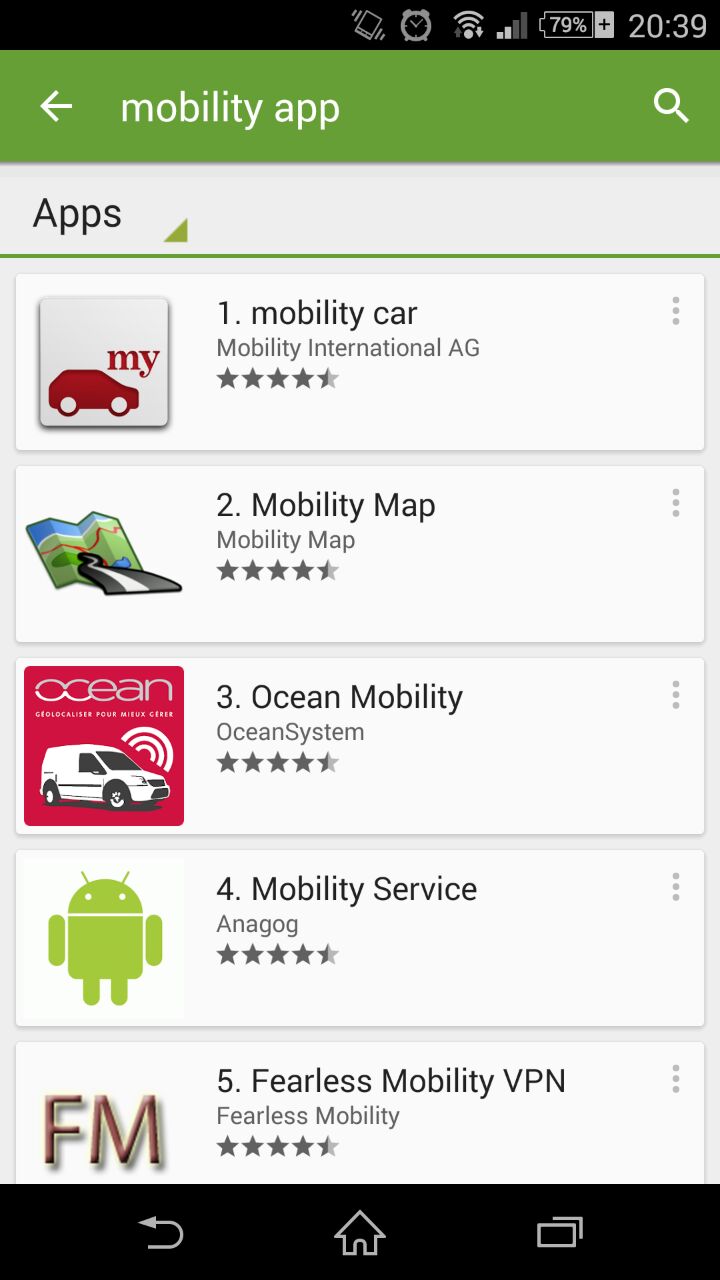 79% 20:39
mobility app
Apps
my
1. mobility car
Mobility International AG
2. Mobility Map
Mobility Map
ocean
GÉOLOCALISER POUR MIEUX GÉRER
3. Ocean Mobility
OceanSystem
4. Mobility Service
Anagog
FM
5. Fearless Mobility VPN
Fearless Mobility